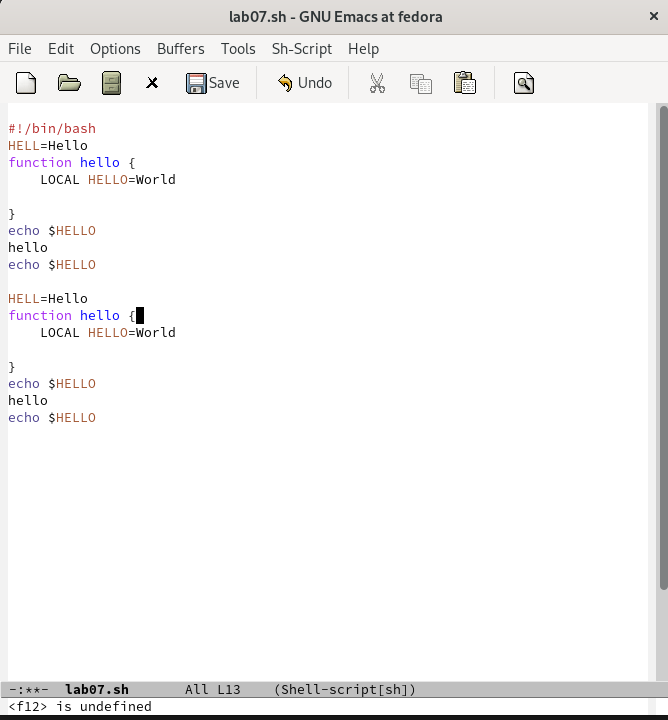 lab07.sh - GNU Emacs at fedora
File Edit Options Buffers Tools Sh-Script Help
Save Undo
#!/bin/bash
HELL=Hello
function hello {
    LOCAL HELLO=World
}
echo $HELLO
hello
echo $HELLO
HELL=Hello
function hello {
    LOCAL HELLO=World
}
echo $HELLO
hello
echo $HELLO
-:**-  lab07.sh       All L13    (Shell-script[sh])
<f12> is undefined